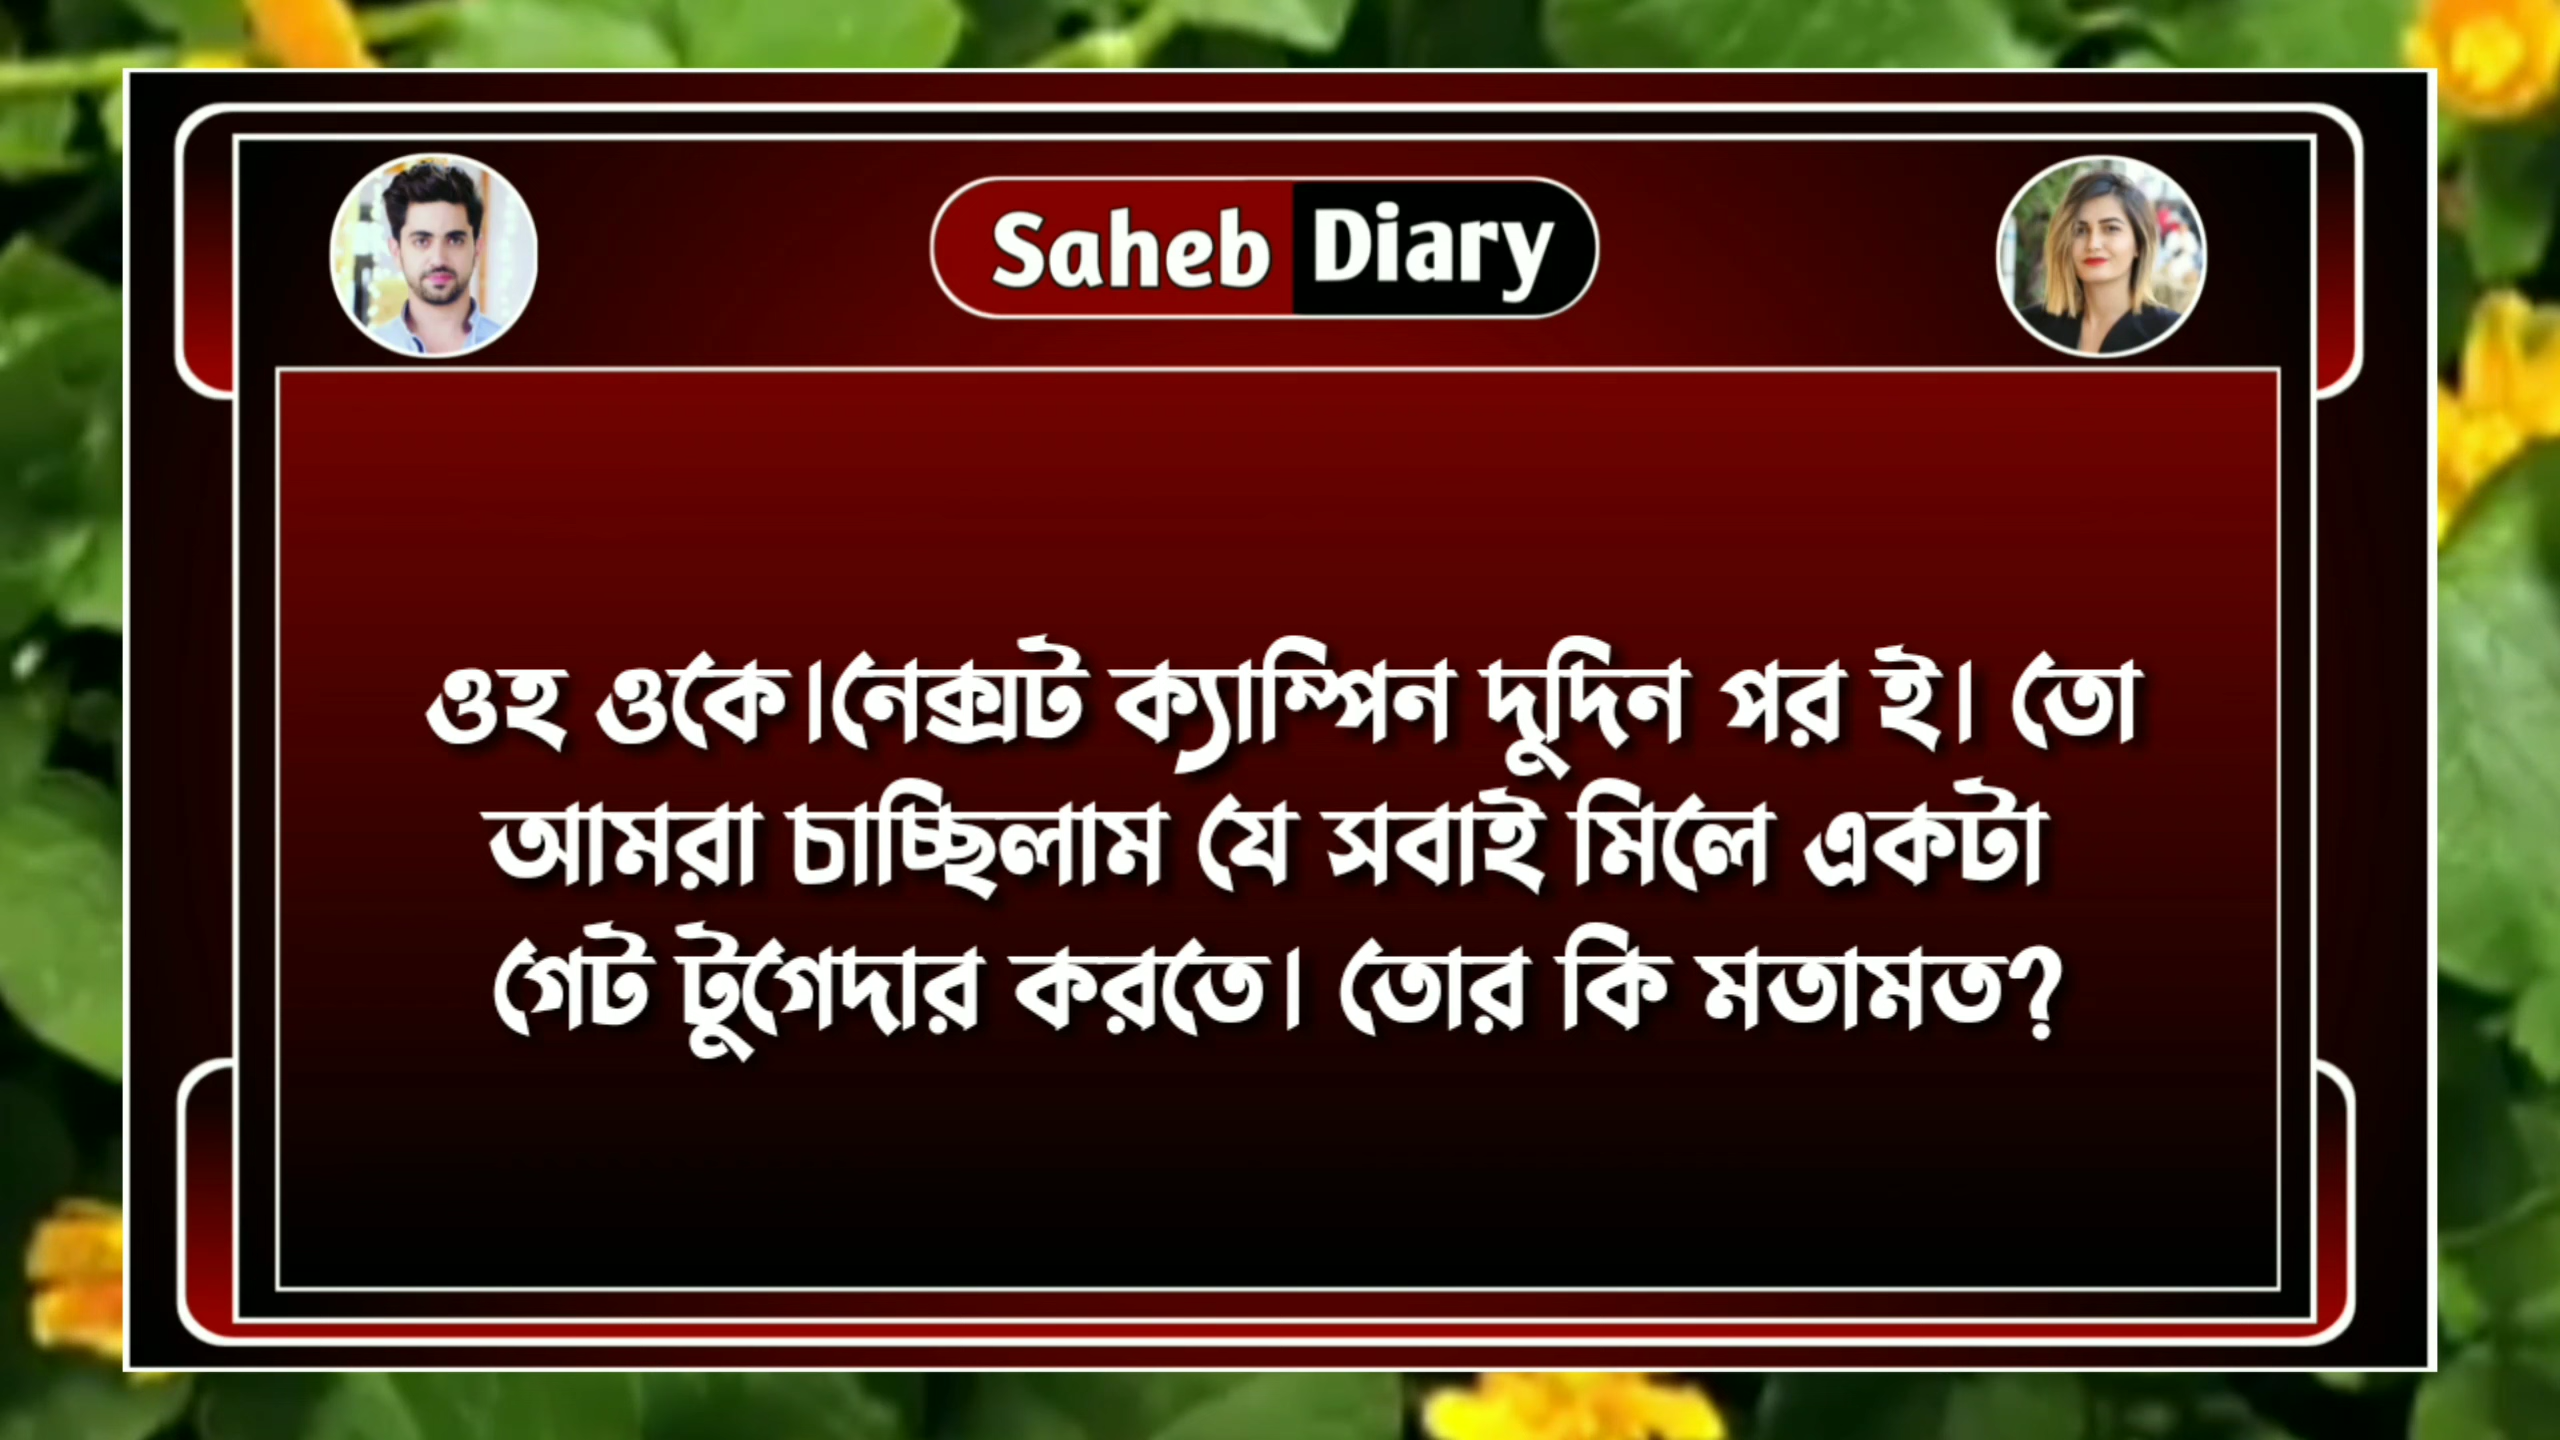 Saheb Diary
ওহ ওকে।নেক্সট ক্যাম্পিন দুদিন পর ই। তো
আমরা চাচ্ছিলাম যে সবাই মিলে একটা
গেট টুগেদার করতে। তোর কি মতামত?